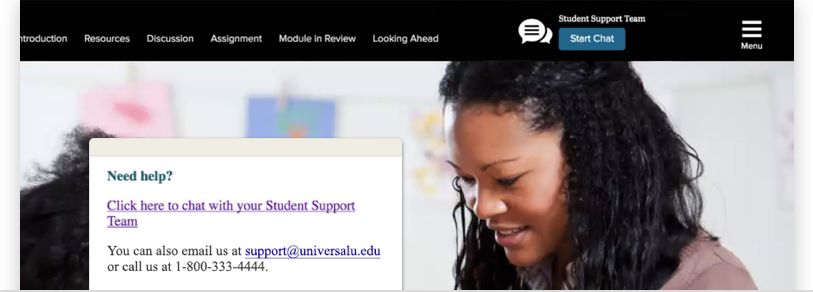 Student Support Team
ntroduction Resources Discussion Assignment Module in Review Looking Ahead Start Chat
Menu
Need help?
Click here to chat with your Student Support
Team
You can also email us at support@universalu.edu
or call us at 1-800-333-4444.